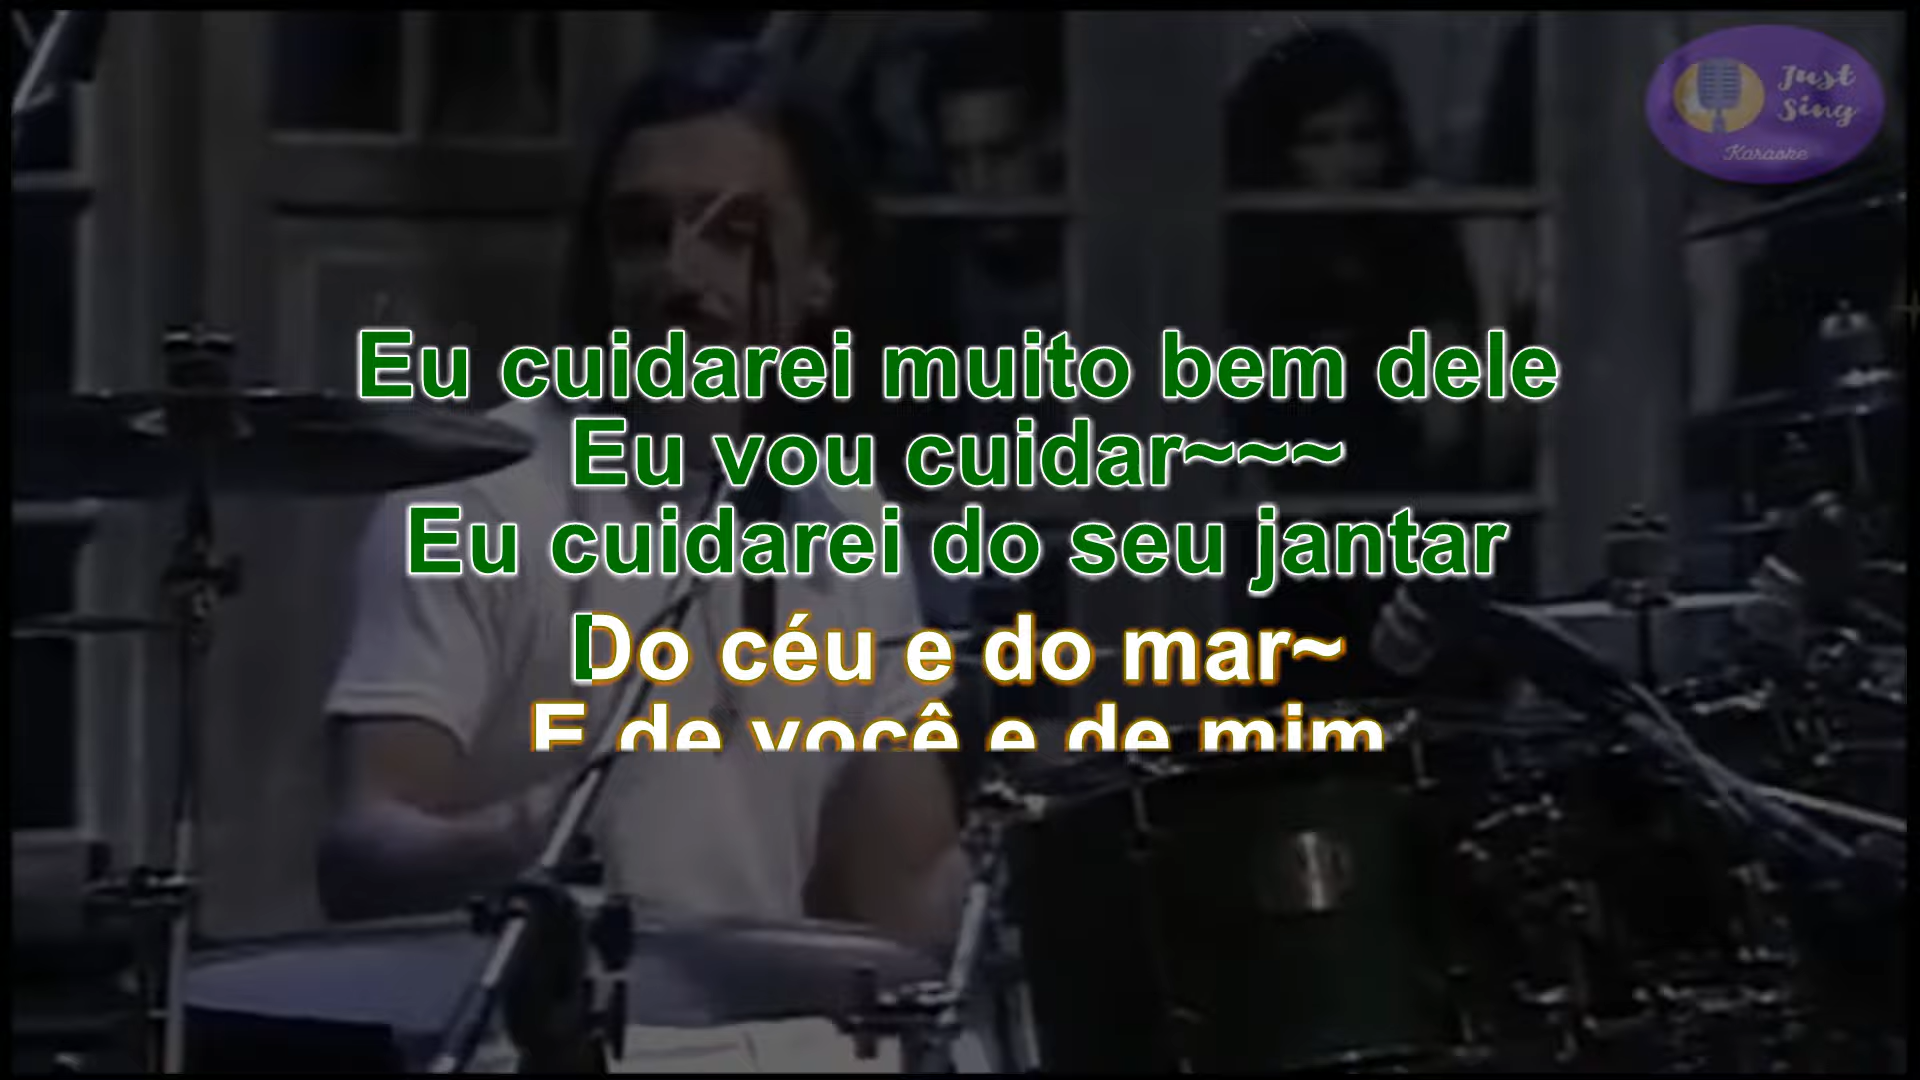 Just
Sing
Karaoke
Eu cuidarei muito bem dele
Eu vou cuidar~~~
Eu cuidarei do seu jantar
Do céu e do mar~
E de você e de mim